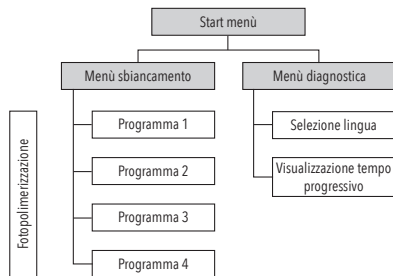 Start menù
Menù sbiancamento
Menù diagnostica
Fotopolimerizzazione
Programma 1
Programma 2
Programma 3
Programma 4
Selezione lingua
Visualizzazione tempo
progressivo